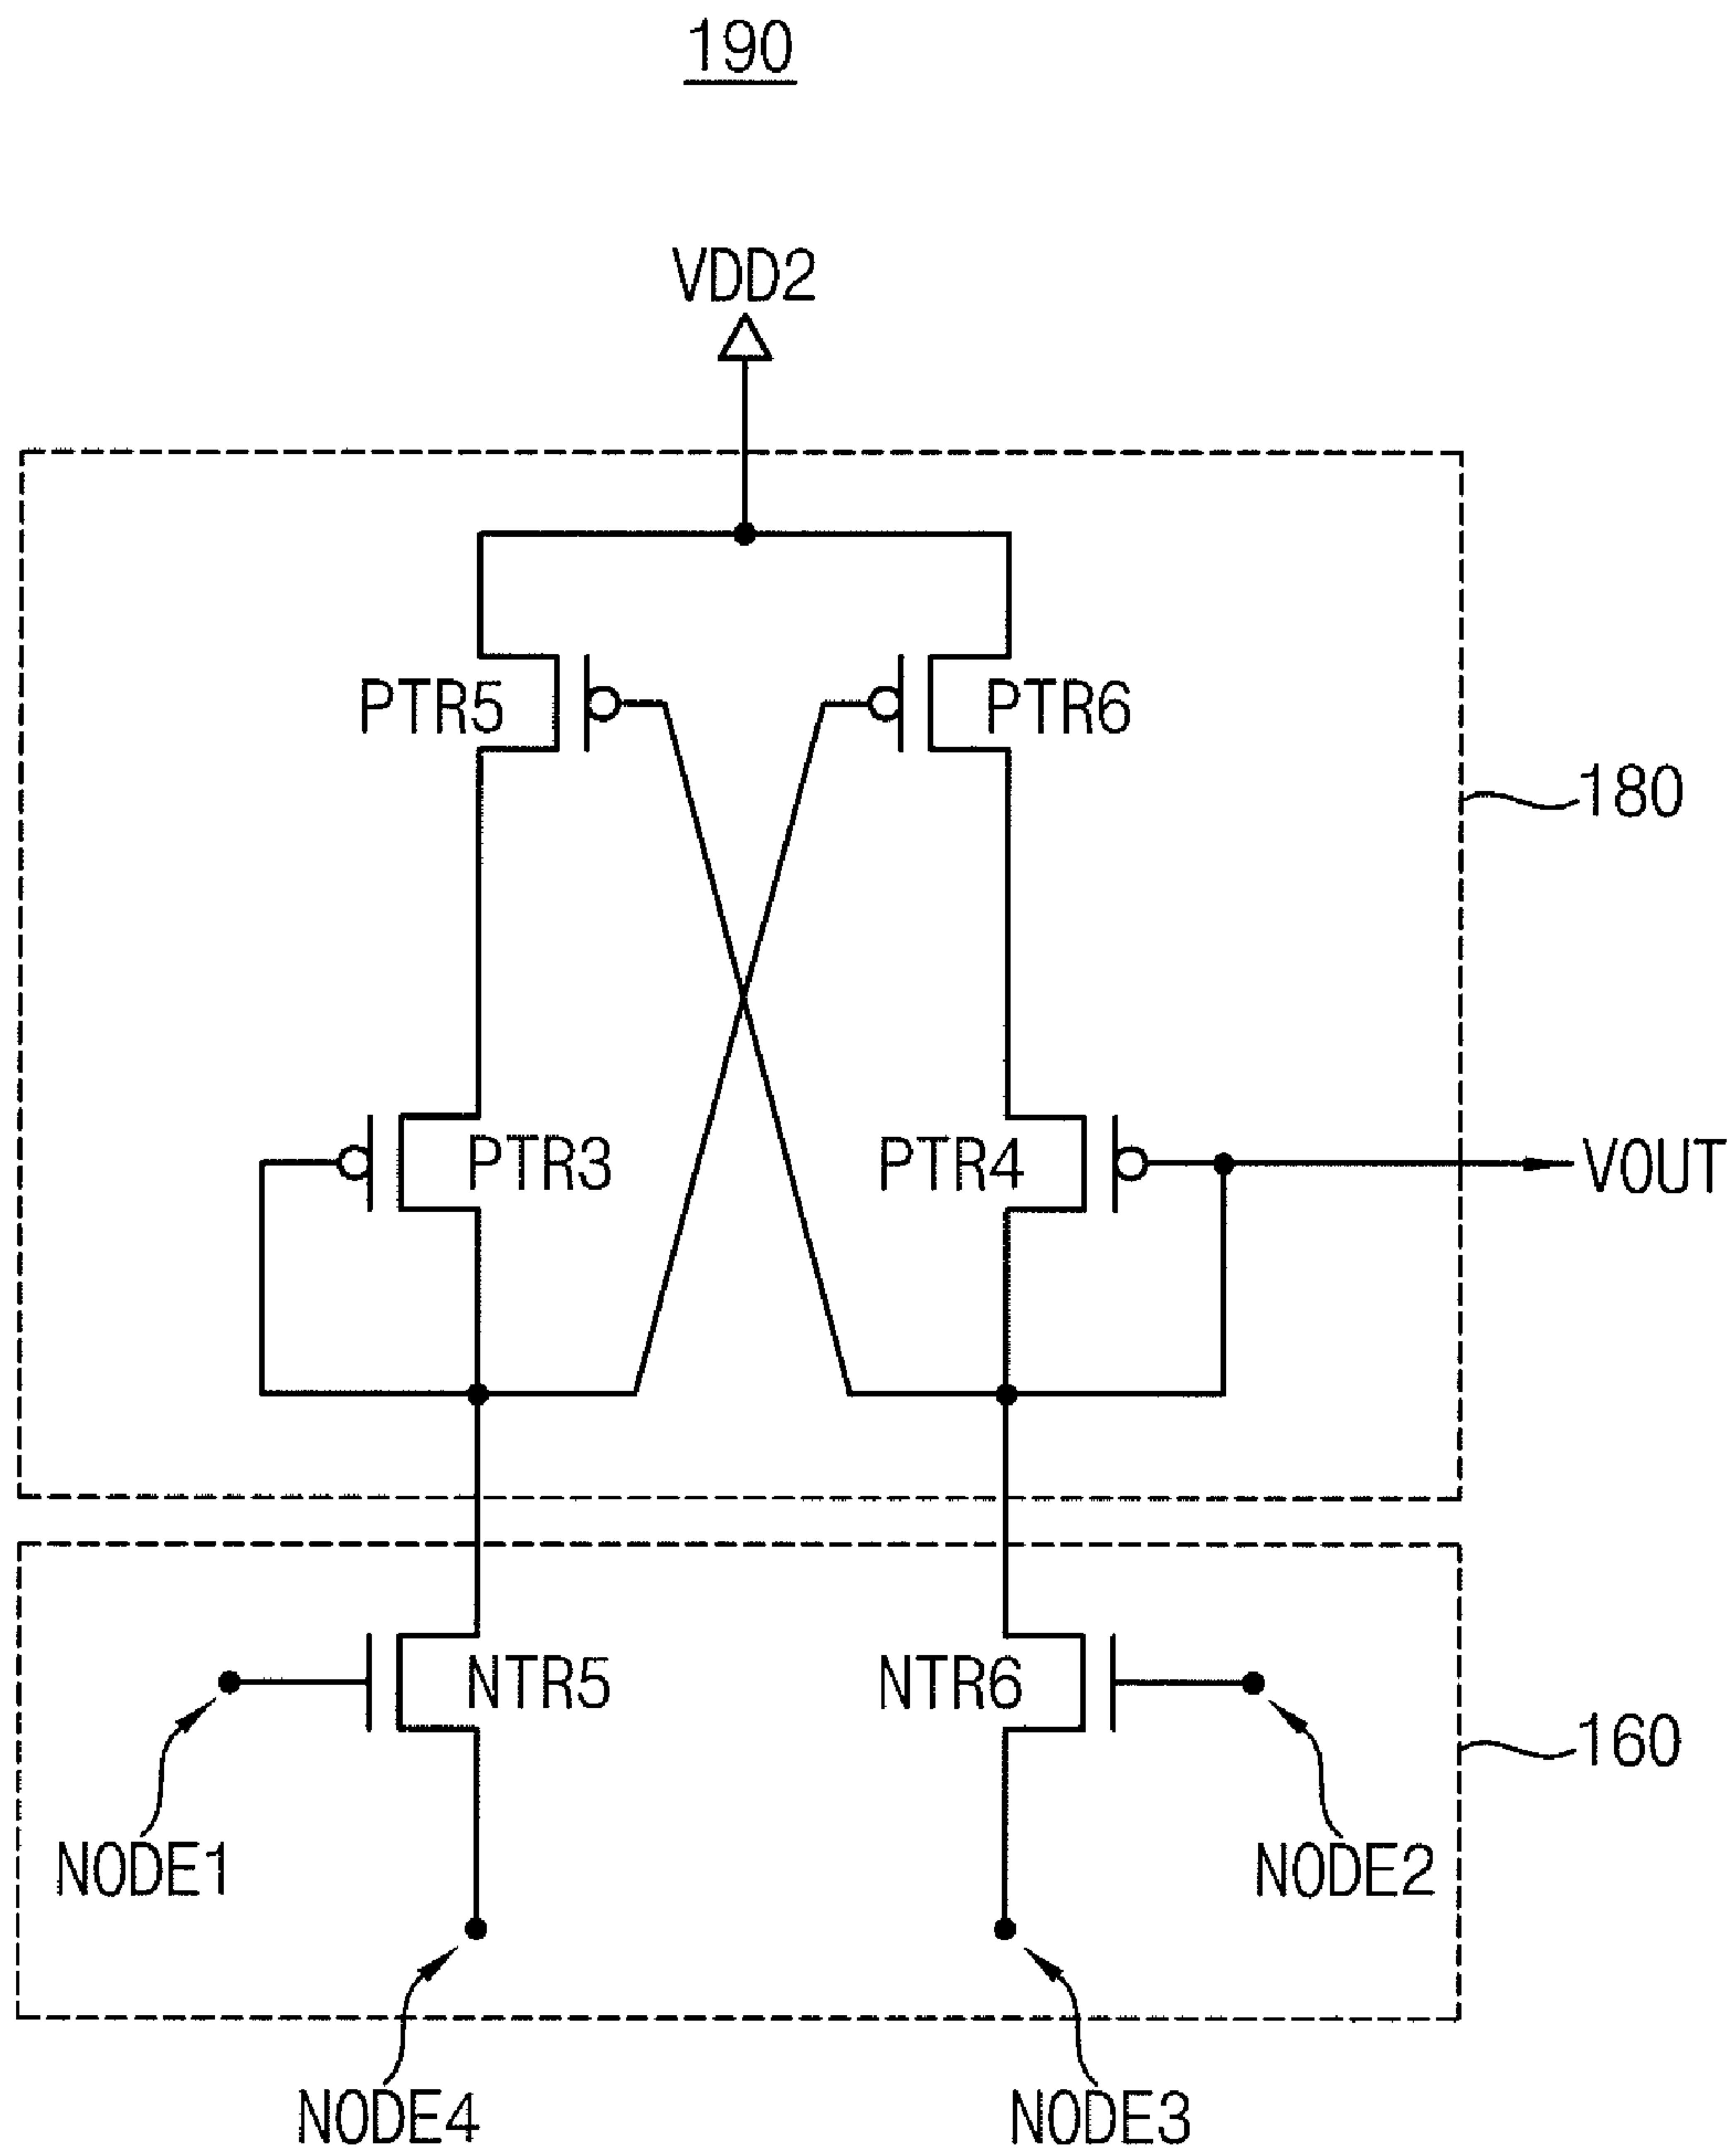 190
VDD2
PTR5
PTR6
180
PTR3
PTR4
VOUT
NTR5
NTR6
160
NODE1
NODE2
NODE4
NODE3